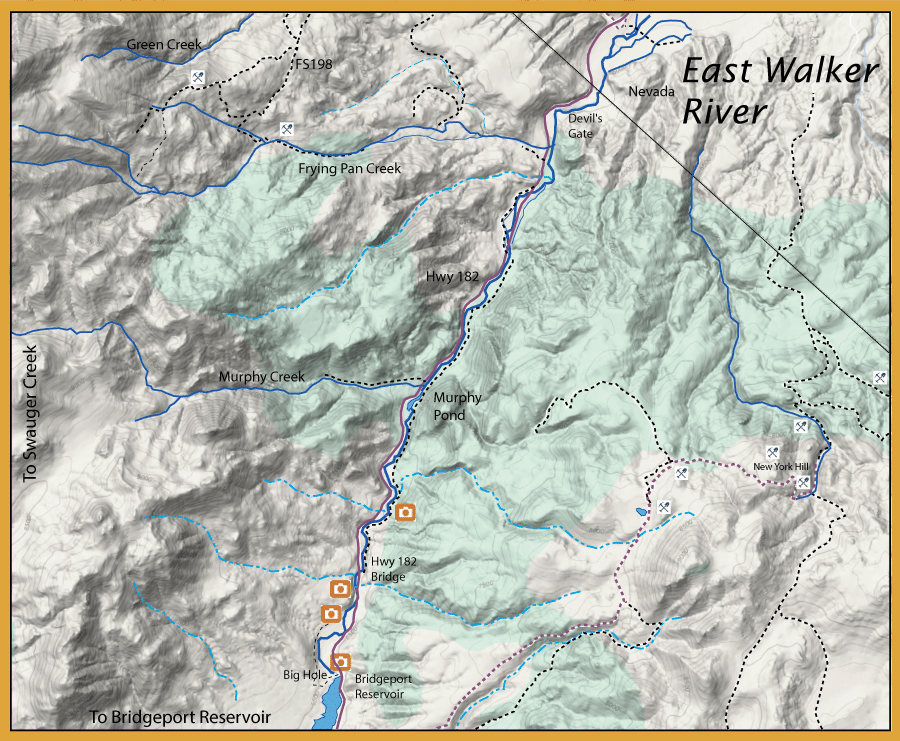 Green Creek
FS198
East Walker
River
Nevada
Devil's
Gate
Frying Pan Creek
Hwy 182
Murphy Creek
Murphy
Pond
To Swauger Creek
New York Hill
Hwy 182
Bridge
Big Hole
Bridgeport
Reservoir
To Bridgeport Reservoir